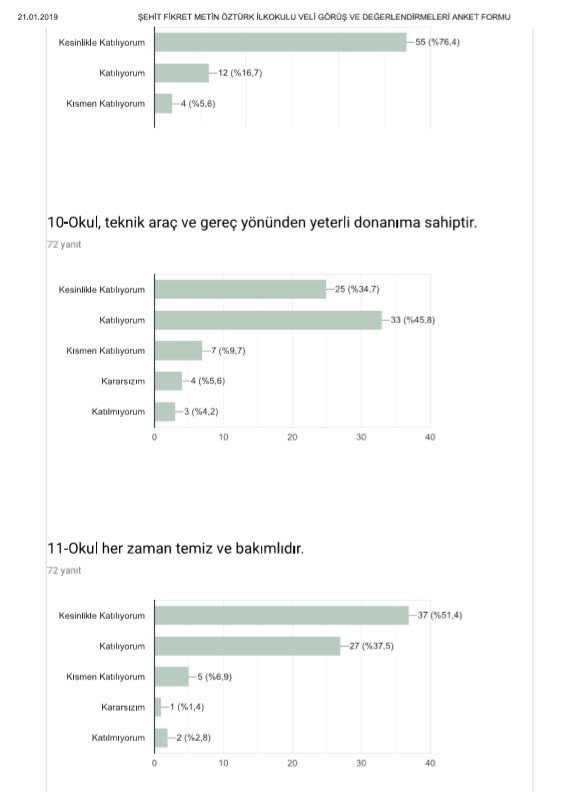 21.01.2019 ŞEHİT FİKRET METİN ÖZTÜRK İLKOKULU VELİ GÖRÜŞ VE DEĞERLENDİRMELERİ ANKET FORMU
Kesinlikle Katılıyorum 55 (%76,4)
Katılıyorum 12 (%16,7)
Kısmen Katılıyorum 4 (%5,6)
10-Okul, teknik araç ve gereç yönünden yeterli donanıma sahiptir.
72 yanıt
Kesinlikle Katılıyorum 25 (%34,7)
Katılıyorum 33 (%45,8)
Kısmen Katılıyorum 7 (%9,7)
Kararsızım 4 (%5,6)
Katılmıyorum 3 (%4,2)
0 10 20 30 40
11-Okul her zaman temiz ve bakımlıdır.
72 yanıt
Kesinlikle Katılıyorum 37 (%51,4)
Katılıyorum 27 (%37,5)
Kısmen Katılıyorum 5 (%6,9)
Kararsızım 1 (%1,4)
Katılmıyorum 2 (%2,8)
0 10 20 30 40